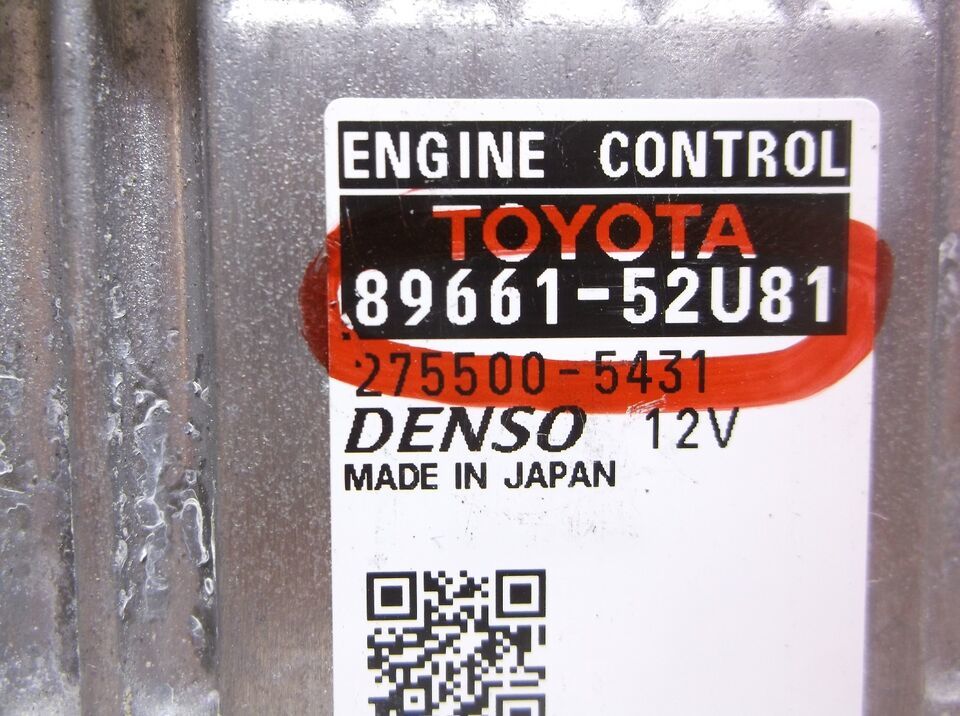 ENGINE CONTROL
TOYOTA
89661-52U81
275500-5431
DENSO 12V
MADE IN JAPAN